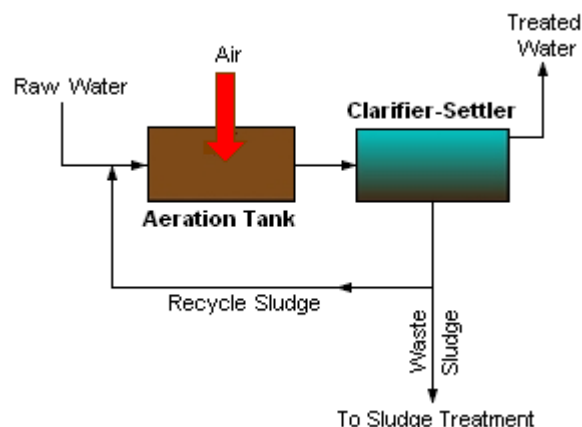 Treated
Water
Air
Raw Water
Clarifier-Settler
Aeration Tank
Recycle Sludge
Waste
Sludge
To Sludge Treatment